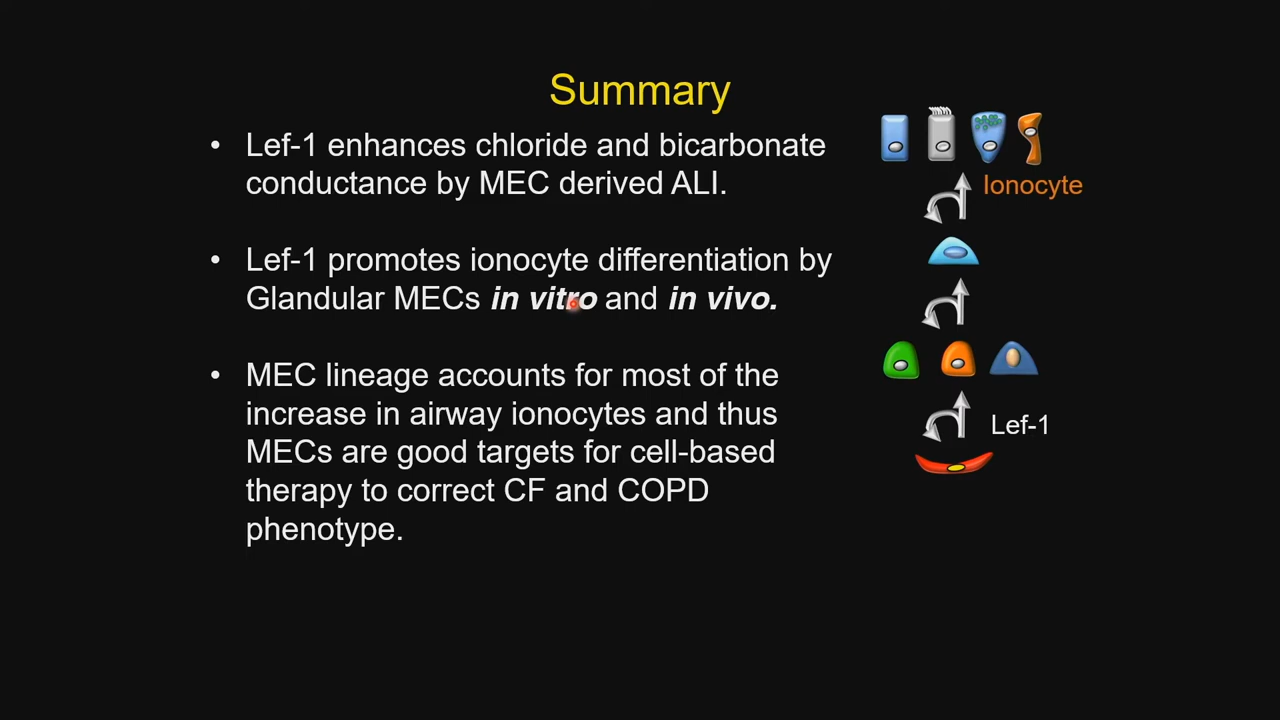 Summary
• Lef-1 enhances chloride and bicarbonate
conductance by MEC derived ALI.
• Lef-1 promotes ionocyte differentiation by
Glandular MECs in vitro and in vivo.
• MEC lineage accounts for most of the
increase in airway ionocytes and thus
MECs are good targets for cell-based
therapy to correct CF and COPD
phenotype.
Ionocyte
Lef-1